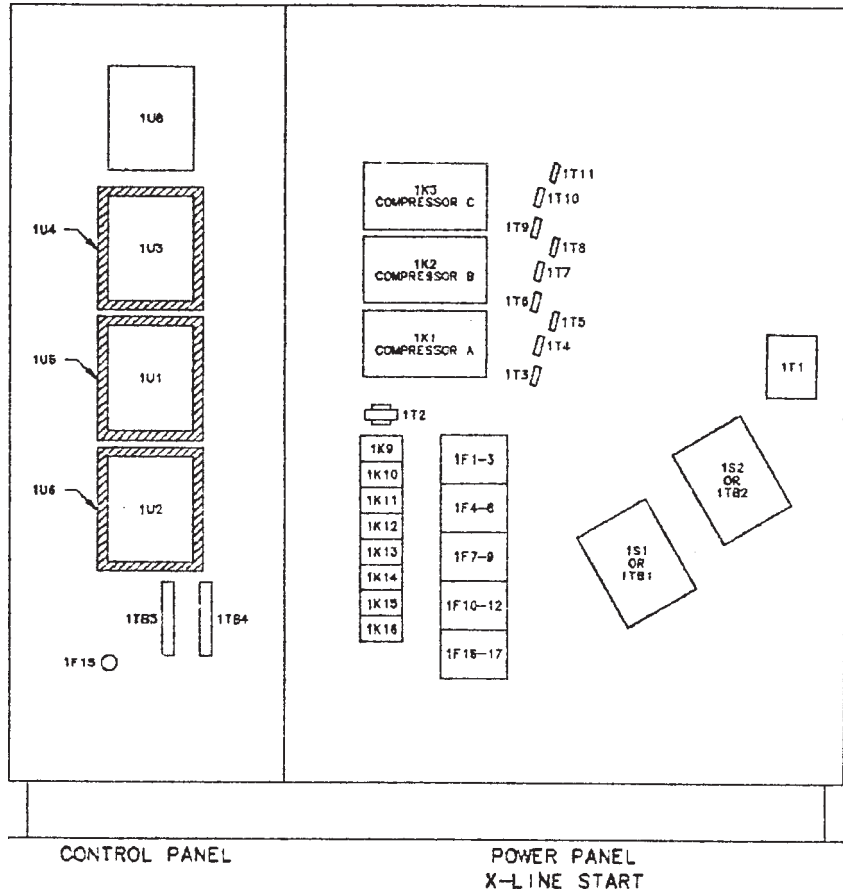 1U8
1U4
1U3
1U5
1U1
1U6
1U2
1TB3
1TB4
1F15
1K3
COMPRESSOR C
1K2
COMPRESSOR B
1K1
COMPRESSOR A
1T11
1T10
1T9
1T8
1T7
1T6
1T5
1T4
1T3
1T1
1T2
1K9
1K10
1K11
1K12
1K13
1K14
1K15
1K16
1F1-3
1F4-6
1F7-9
1F10-12
1F16-17
1S2
OR
1TB2
1S1
OR
1TB1
CONTROL PANEL
POWER PANEL
X-LINE START